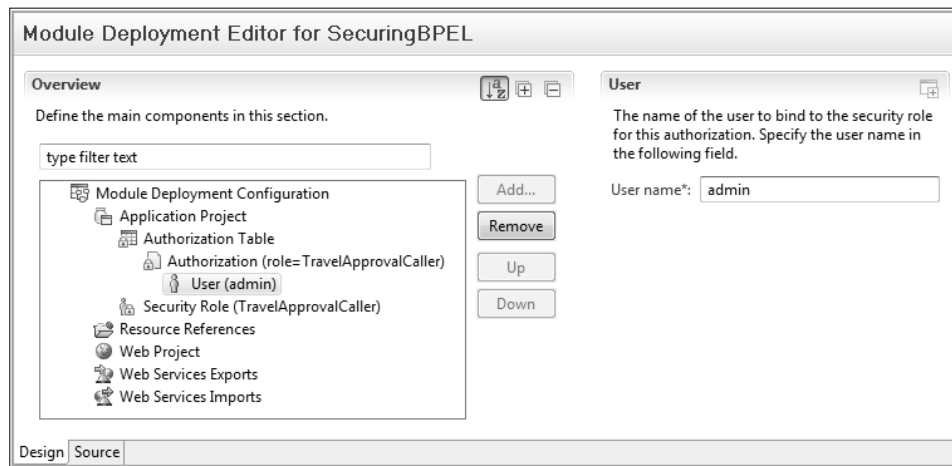 Module Deployment Editor for SecuringBPEL
Overview
Define the main components in this section.
type filter text
Module Deployment Configuration
Application Project
Authorization Table
Authorization (role=TravelApprovalCaller)
User (admin)
Security Role (TravelApprovalCaller)
Resource References
Web Project
Web Services Exports
Web Services Imports
Add...
Remove
Up
Down
User
The name of the user to bind to the security role
for this authorization. Specify the user name in
the following field.
User name*: admin
Design Source